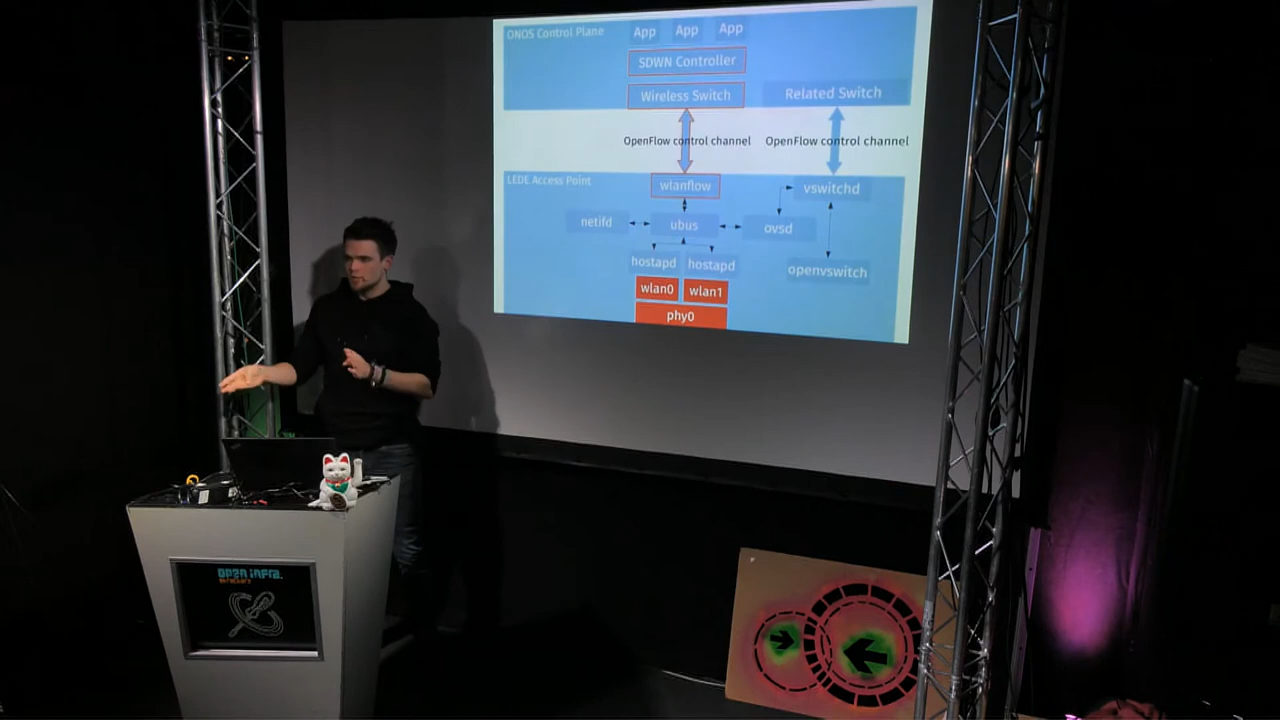 ONOS Control Plane
App App App
SDWN Controller
Wireless Switch
Related Switch
OpenFlow control channel
OpenFlow control channel
LEDE Access Point
wlanflow
vswitchd
netifd
ubus
ovsd
hostapd
hostapd
openvswitch
wlan0
wlan1
phy0
open infra.